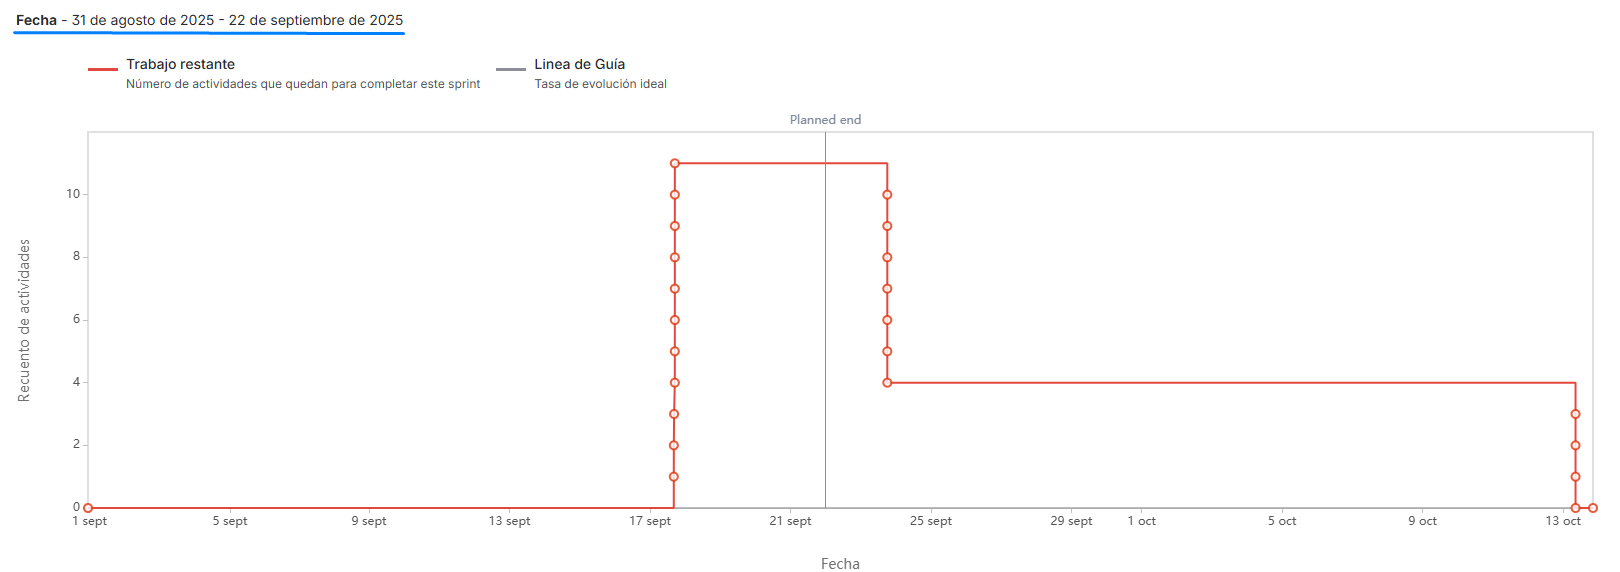 Fecha - 31 de agosto de 2025 - 22 de septiembre de 2025
Trabajo restante
Número de actividades que quedan para completar este sprint
Linea de Guía
Tasa de evolución ideal
Planned end
Recuento de actividades
10
8
6
4
2
0
1 sept 5 sept 9 sept 13 sept 17 sept 21 sept 25 sept 29 sept 1 oct 5 oct 9 oct 13 oct
Fecha